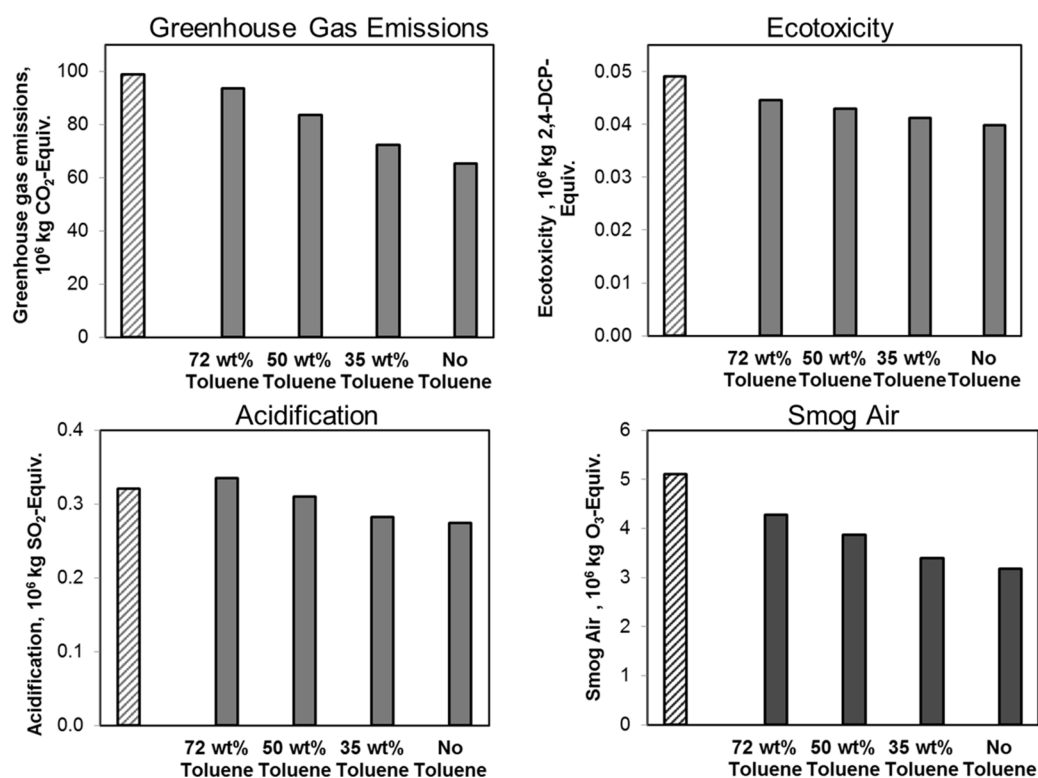 Greenhouse Gas Emissions
Greenhouse gas emissions,
10⁶ kg CO₂-Equiv.
100
80
60
40
20
0
72 wt% 50 wt% 35 wt% No
Toluene Toluene Toluene Toluene
Ecotoxicity
Ecotoxicity , 10⁶ kg 2,4-DCP-
Equiv.
0.05
0.04
0.03
0.02
0.01
0.00
72 wt% 50 wt% 35 wt% No
Toluene Toluene Toluene Toluene
Acidification
Acidification, 10⁶ kg SO₂-Equiv.
0.4
0.3
0.2
0.1
0.0
72 wt% 50 wt% 35 wt% No
Toluene Toluene Toluene Toluene
Smog Air
Smog Air , 10⁶ kg O₃-Equiv.
6
5
4
3
2
1
0
72 wt% 50 wt% 35 wt% No
Toluene Toluene Toluene Toluene